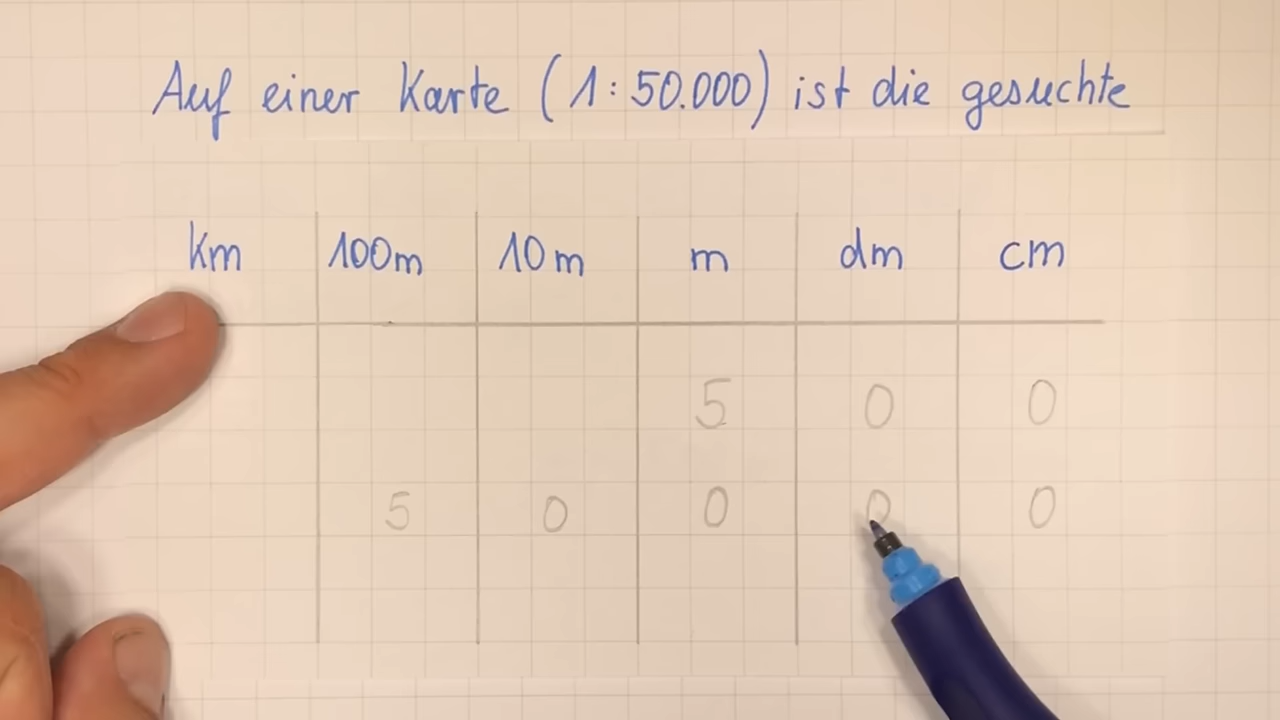 Auf einer Karte (1:50.000) ist die gesuchte
km 100m 10m m dm cm
5 0 0
5 0 0 0 0